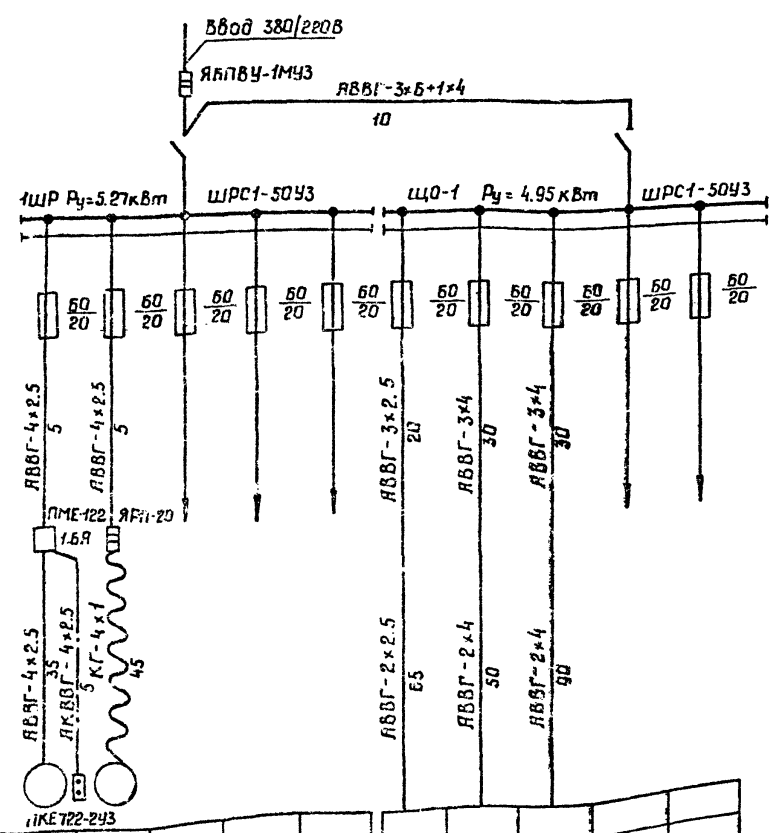 Ввод 380/220В
ЯКПВУ-1МУ3
АВВГ-3×6+1×4
10
1ШР Ру=5.27кВт ШРС1-50У3 ЩО-1 Ру=4.95кВт ШРС1-50У3
60/20 60/20 60/20 60/20 60/20 60/20 60/20 60/20 60/20 60/20
АВВГ-4×2.5
5
АВВГ-4×2.5
5
АВВГ-3×2.5
20
АВВГ-3×4
30
АВВГ-3×4
30
ПМЕ-122 ЯРП-20
1.6А
АВВГ-4×2.5
35
АКВВГ-4×2.5
5
КГ-4×1
45
АВВГ-2×2.5
65
АВВГ-2×4
50
АВВГ-2×4
90
ПКЕ722-2У3